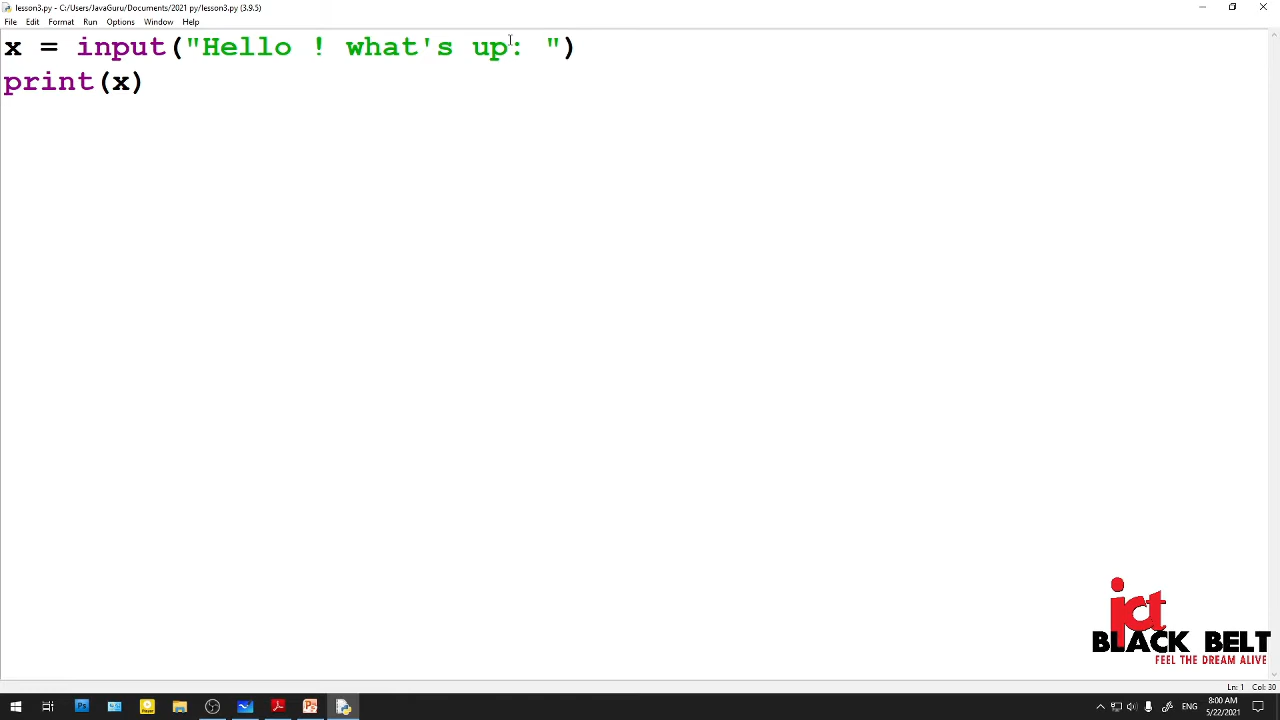 lesson3.py - C:/Users/JavaGuru/Documents/2021 py/lesson3.py (3.9.5)
File Edit Format Run Options Window Help
x = input("Hello ! what's up: ")
print(x)
ict
BLACK BELT
FEEL THE DREAM ALIVE
Ln: 1 Col: 30
ENG
8:00 AM
5/22/2021